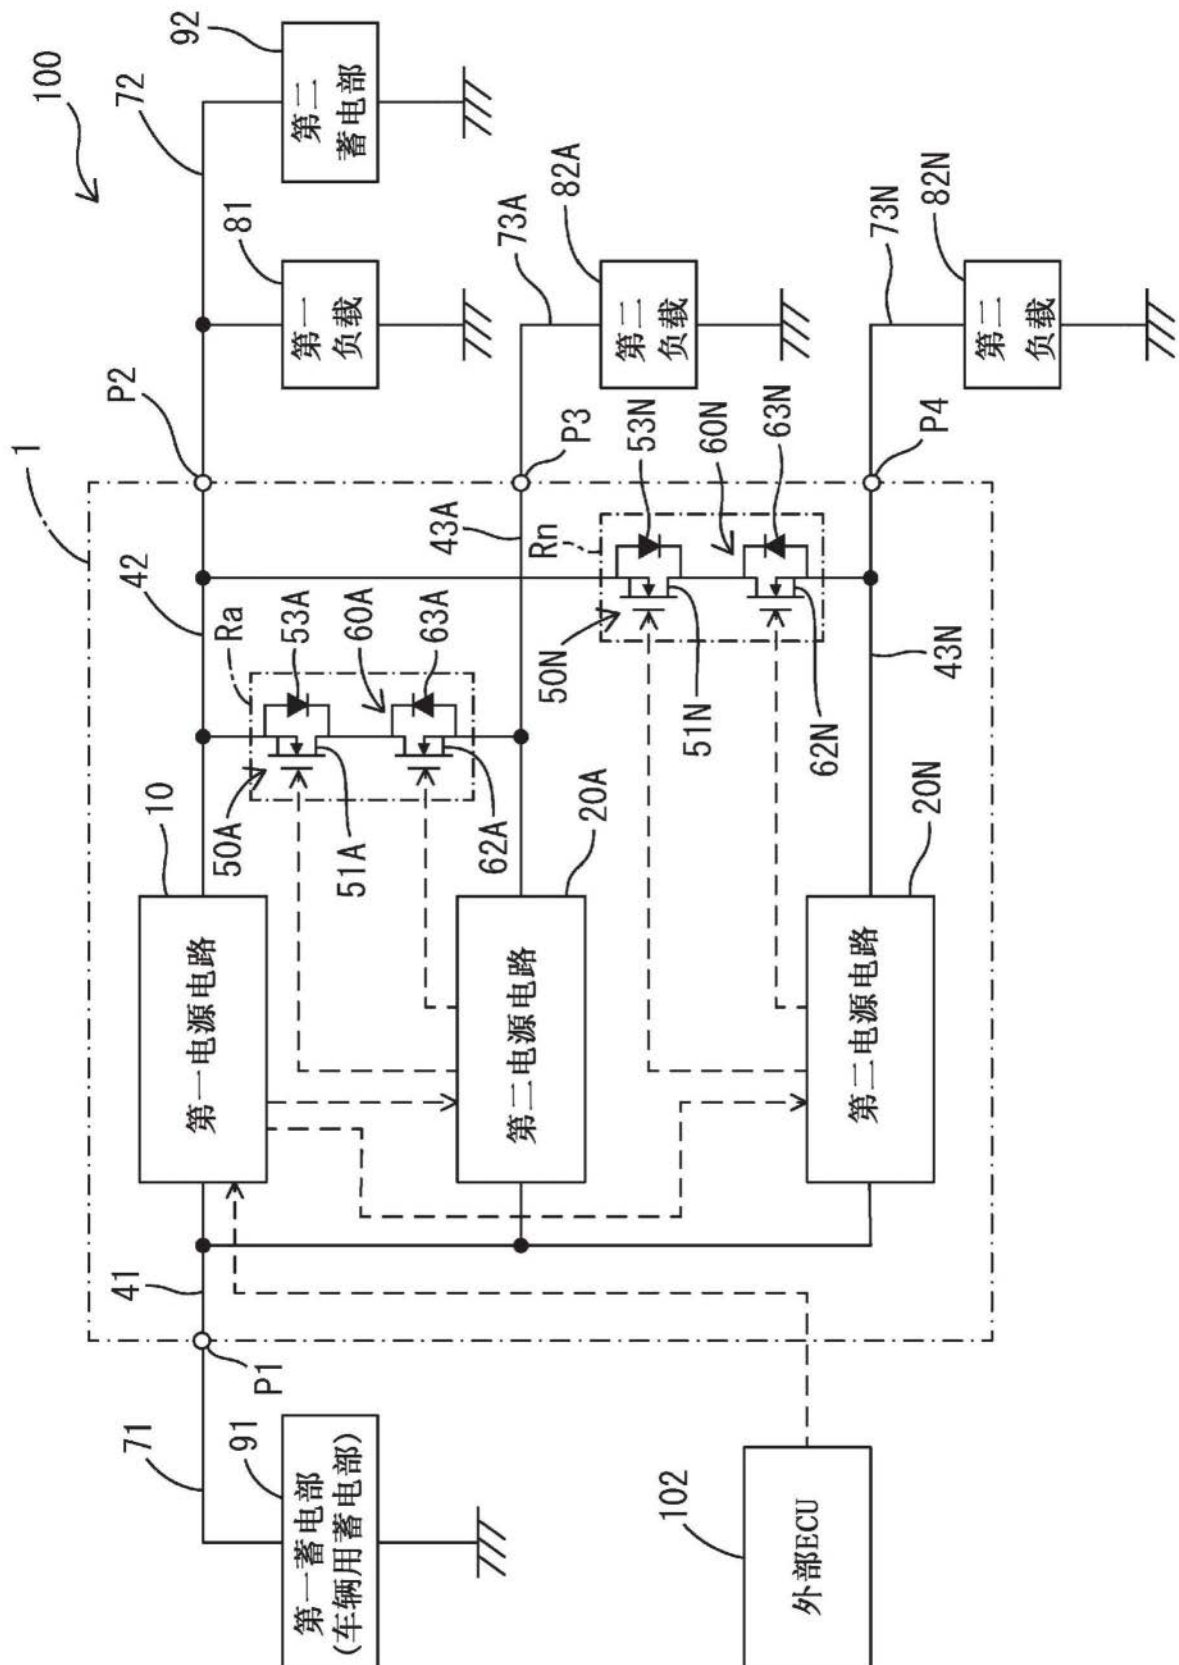 100
92
72
第二
蓄电部
81
第一
负载
82A
73A
第二
负载
82N
73N
第二
负载
P2
P3
P4
1
42
43A
43N
Ra
53A
60A
63A
50A
51A
62A
Rn
53N
60N
63N
50N
51N
62N
10
第一电源电路
20A
第二电源电路
20N
第二电源电路
41
P1
71
91
第一蓄电部
(车辆用蓄电部)
102
外部ECU